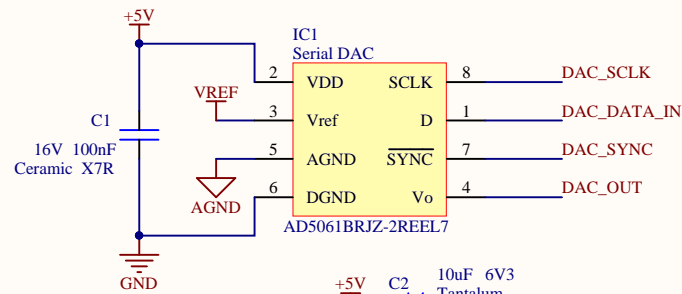 +5V
IC1
Serial DAC
2 VDD SCLK 8 DAC_SCLK
VREF
3 Vref D 1 DAC_DATA_IN
C1
16V 100nF
Ceramic X7R
5 AGND SYNC 7 DAC_SYNC
6 DGND Vo 4 DAC_OUT
AGND
AD5061BRJZ-2REEL7
GND
+5V C2 10uF 6V3
Tantalum